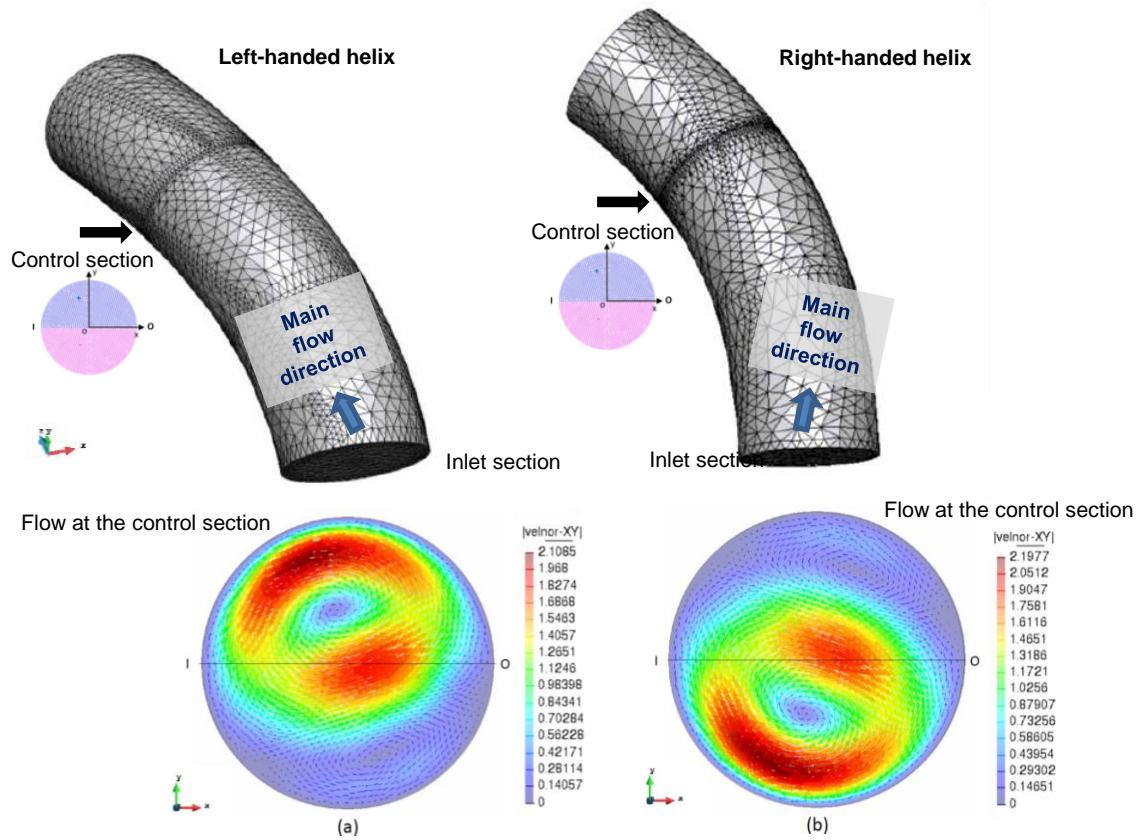 Left-handed helix
Right-handed helix
Control section
y
I
O
O
x
Main
flow
direction
Inlet section
z y
x
Control section
y
I
O
O
x
Main
flow
direction
Inlet section
Flow at the control section
I
O
|velnor-XY|
2.1085
1.968
1.8274
1.6868
1.5463
1.4057
1.2651
1.1246
0.98398
0.84341
0.70284
0.56228
0.42171
0.28114
0.14057
0
y
x
(a)
Flow at the control section
I
O
|velnor-XY|
2.1977
2.0512
1.9047
1.7581
1.6116
1.4651
1.3186
1.1721
1.0256
0.87907
0.73256
0.58605
0.43954
0.29302
0.14651
0
y
x
(b)